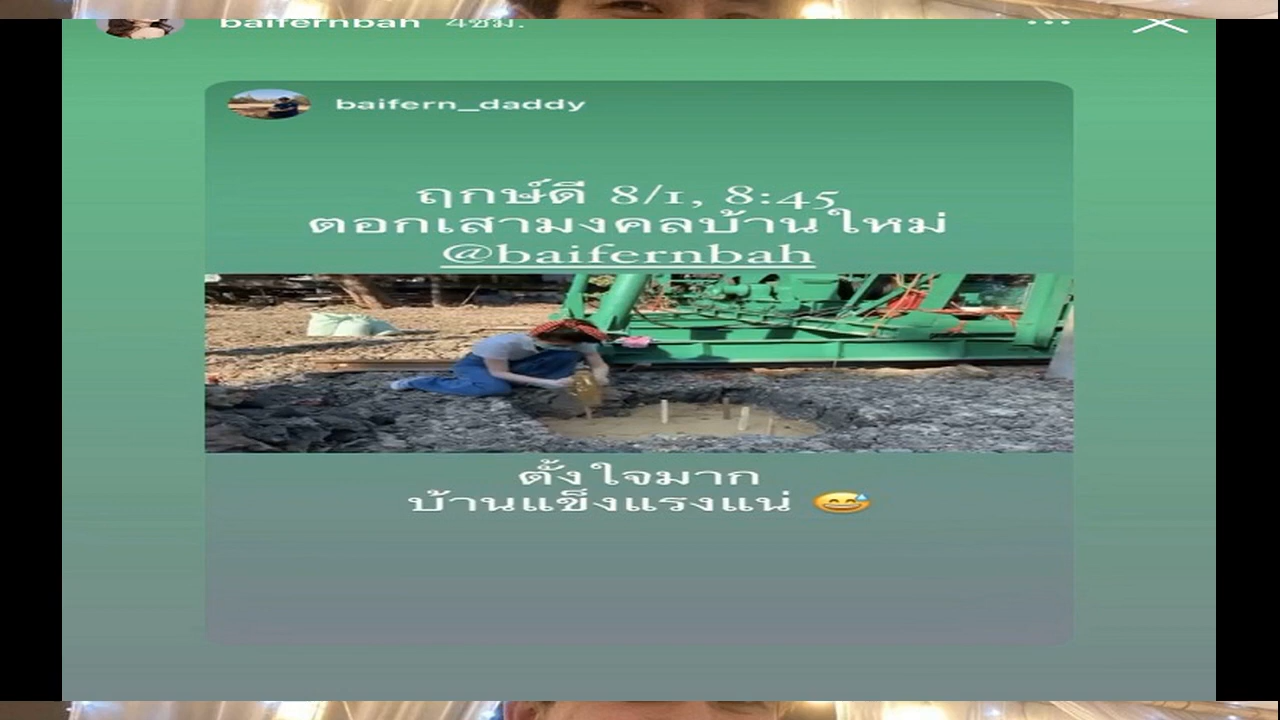 baifernbah 4ชม.
baifern_daddy
ฤกษ์ดี 8/1, 8:45
ตอกเสามงคลบ้านใหม่
@baifernbah
ตั้งใจมาก
บ้านแข็งแรงแน่ 😅